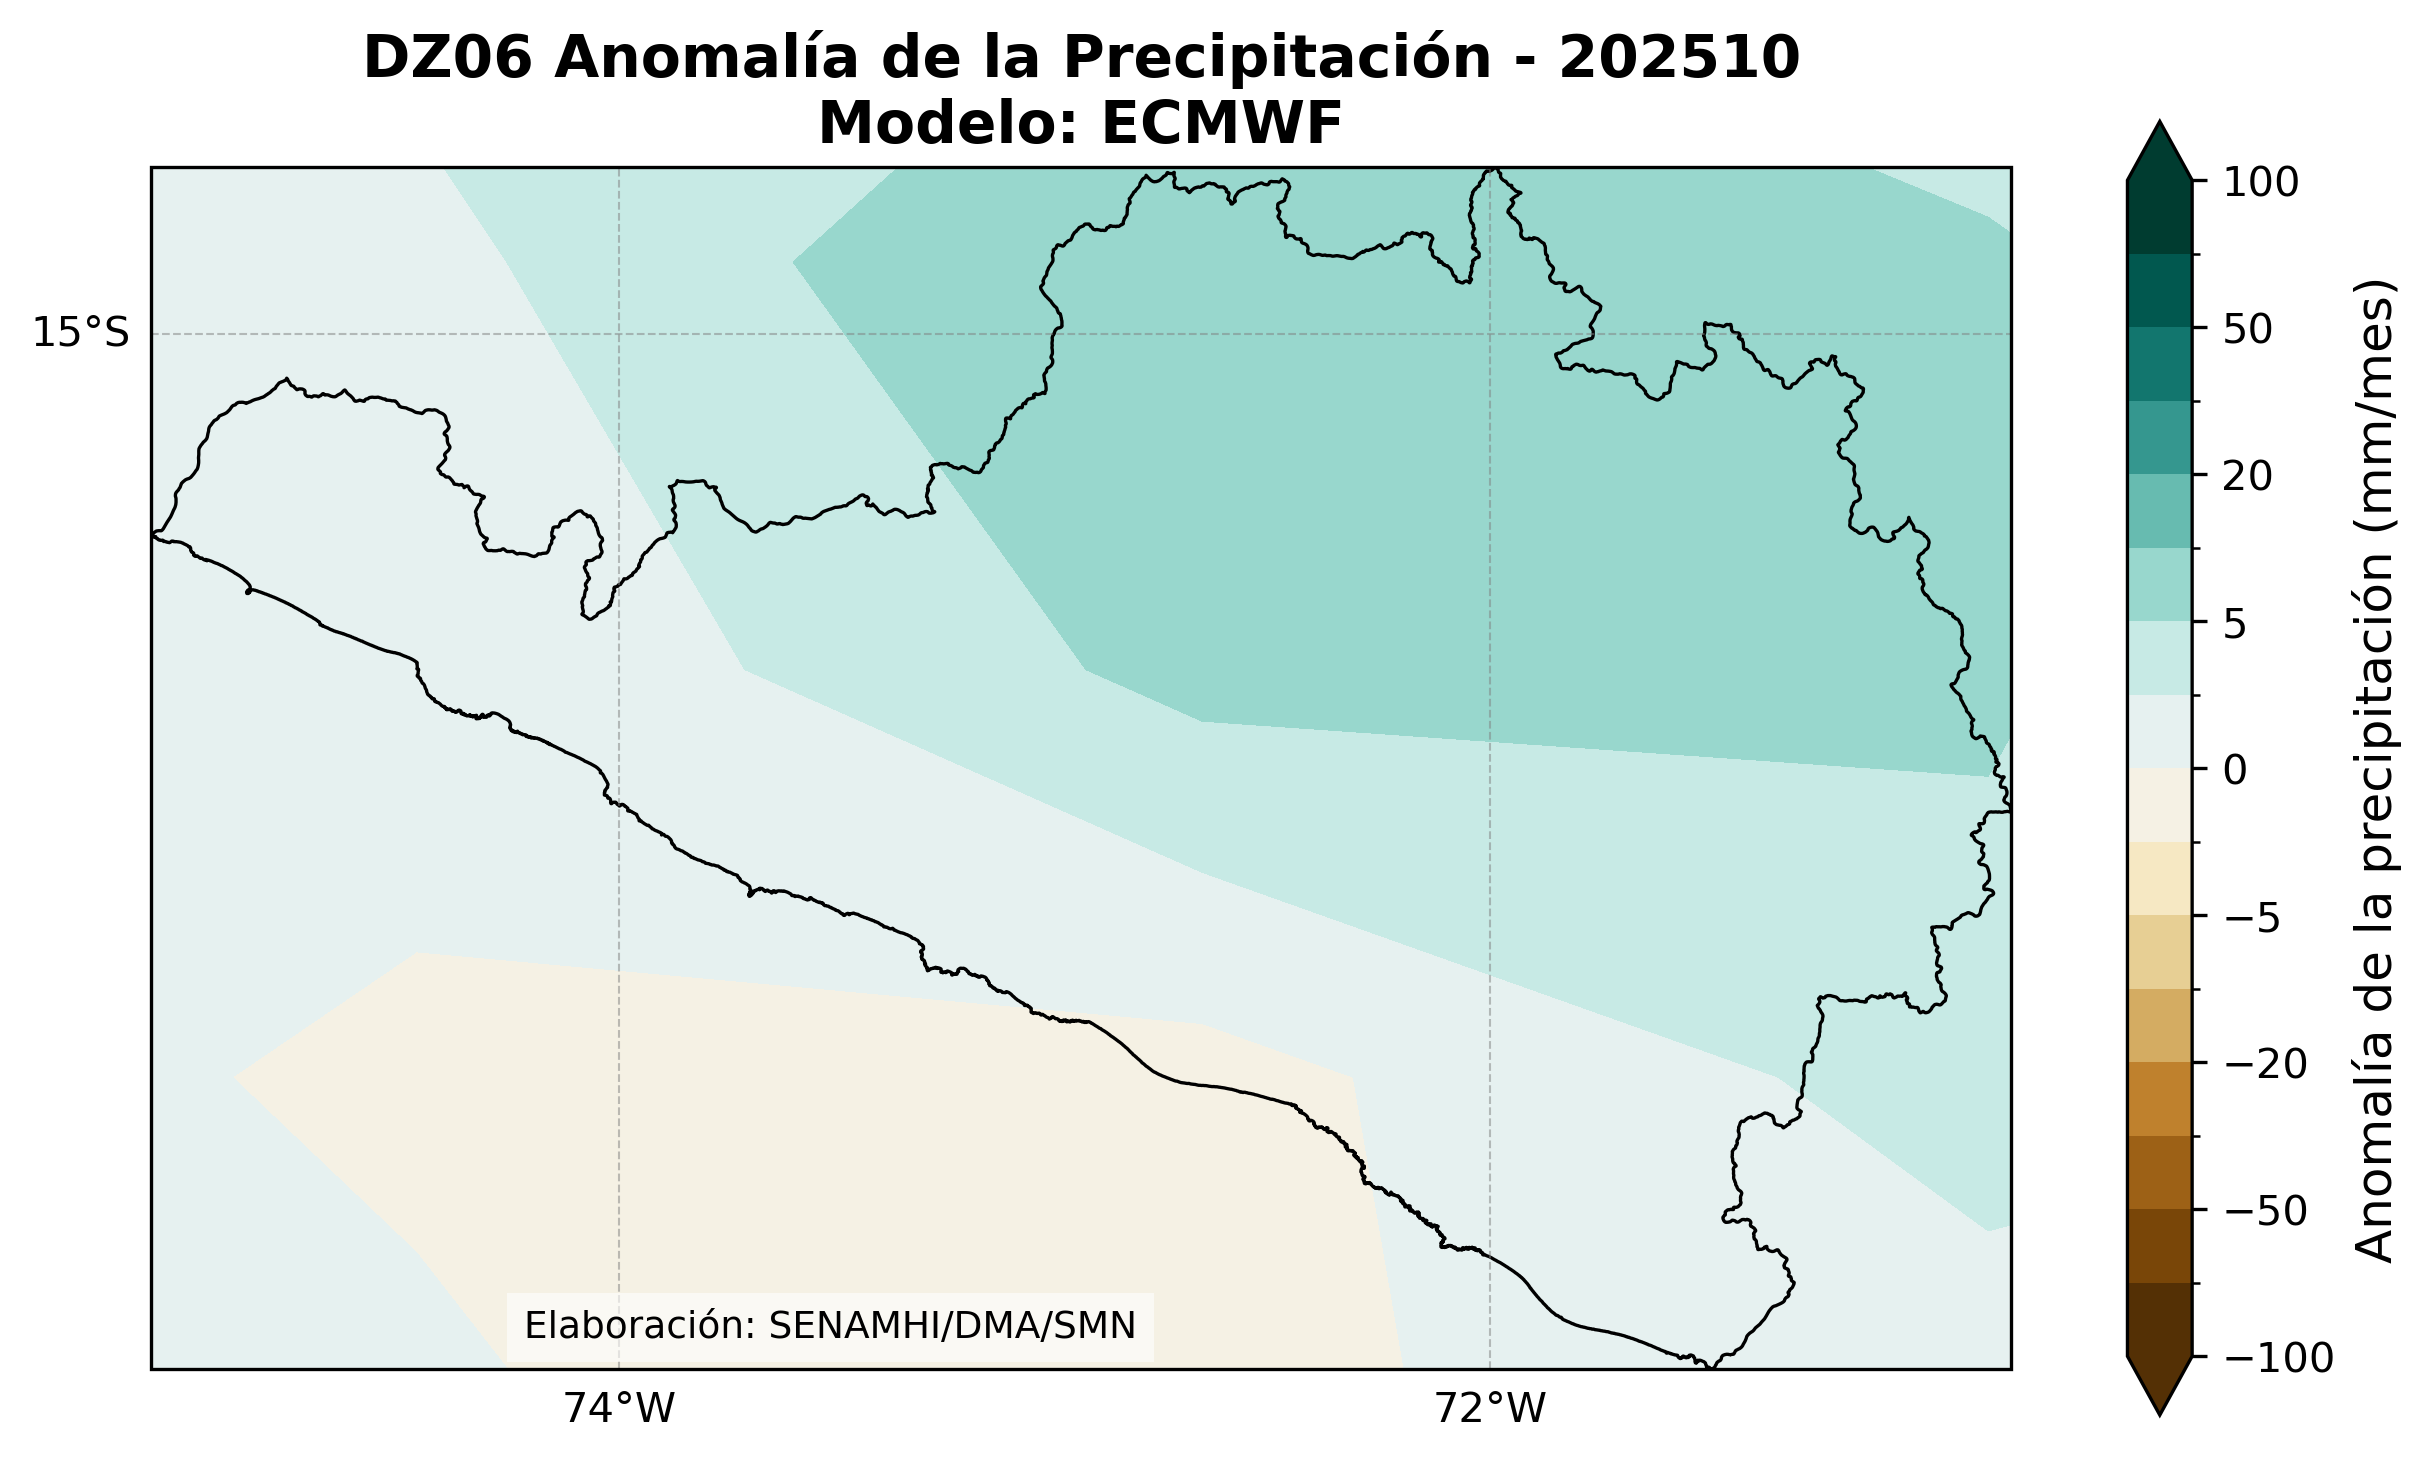 DZ06 Anomalía de la Precipitación - 202510
Modelo: ECMWF
15°S
74°W
72°W
Elaboración: SENAMHI/DMA/SMN
100
50
20
5
0
−5
−20
−50
−100
Anomalía de la precipitación (mm/mes)